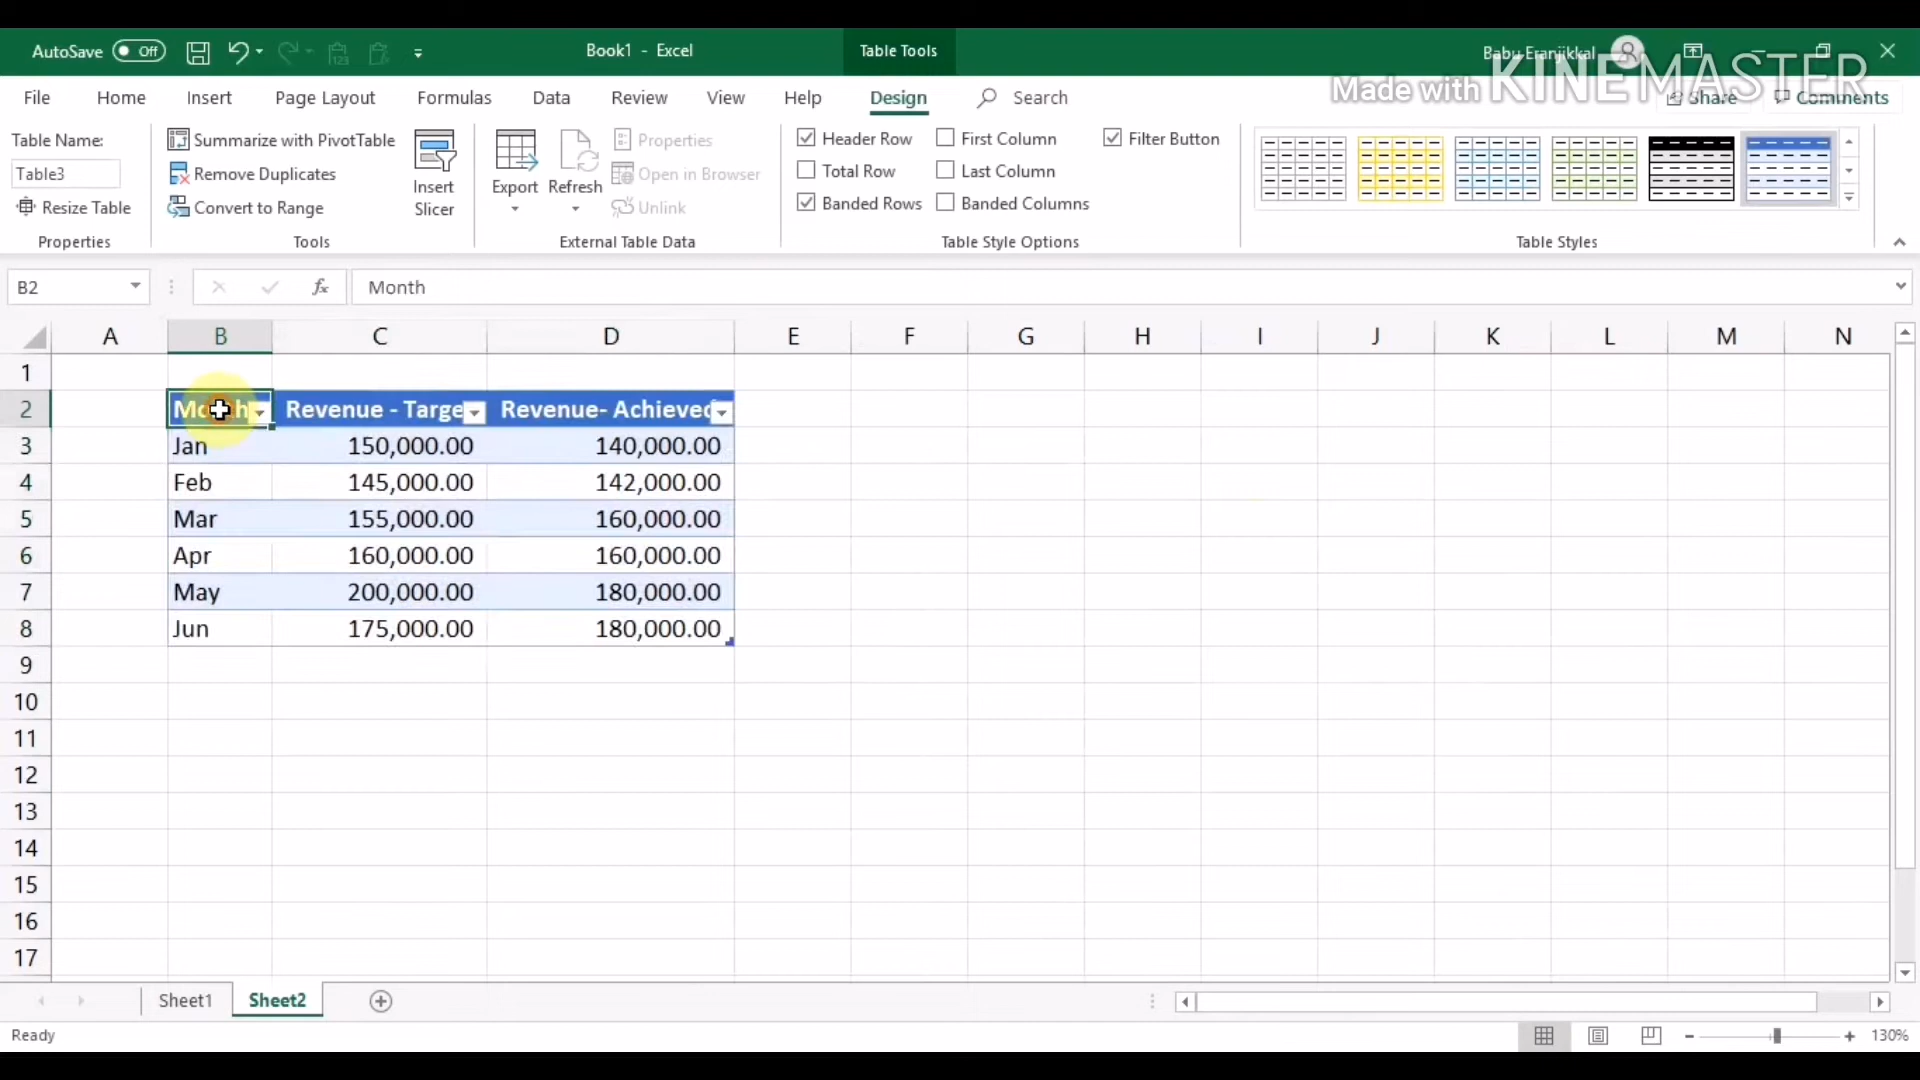 AutoSave Off Book1 - Excel Table Tools Babu Eranjikkal
Made with KINEMASTER
File Home Insert Page Layout Formulas Data Review View Help Design Search Share Comments
Table Name:
Table3
Resize Table
Properties
Summarize with PivotTable
Remove Duplicates
Convert to Range
Tools
Insert
Slicer
Export
Refresh
Properties
Open in Browser
Unlink
External Table Data
Header Row First Column Filter Button
Total Row Last Column
Banded Rows Banded Columns
Table Style Options
Table Styles
B2 fx Month
A B C D E F G H I J K L M N
1
2 Month Revenue - Targe Revenue- Achieved
3 Jan 150,000.00 140,000.00
4 Feb 145,000.00 142,000.00
5 Mar 155,000.00 160,000.00
6 Apr 160,000.00 160,000.00
7 May 200,000.00 180,000.00
8 Jun 175,000.00 180,000.00
9
10
11
12
13
14
15
16
17
Sheet1 Sheet2
Ready 130%